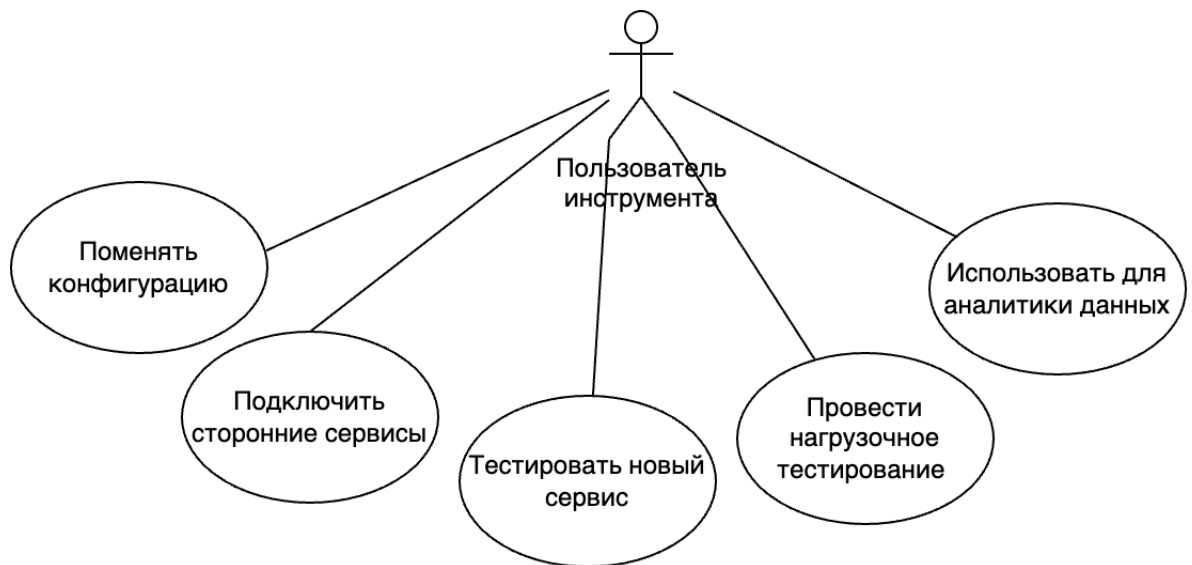 Пользователь
инструмента
Поменять
конфигурацию
Подключить
сторонние сервисы
Тестировать новый
сервис
Провести
нагрузочное
тестирование
Использовать для
аналитики данных